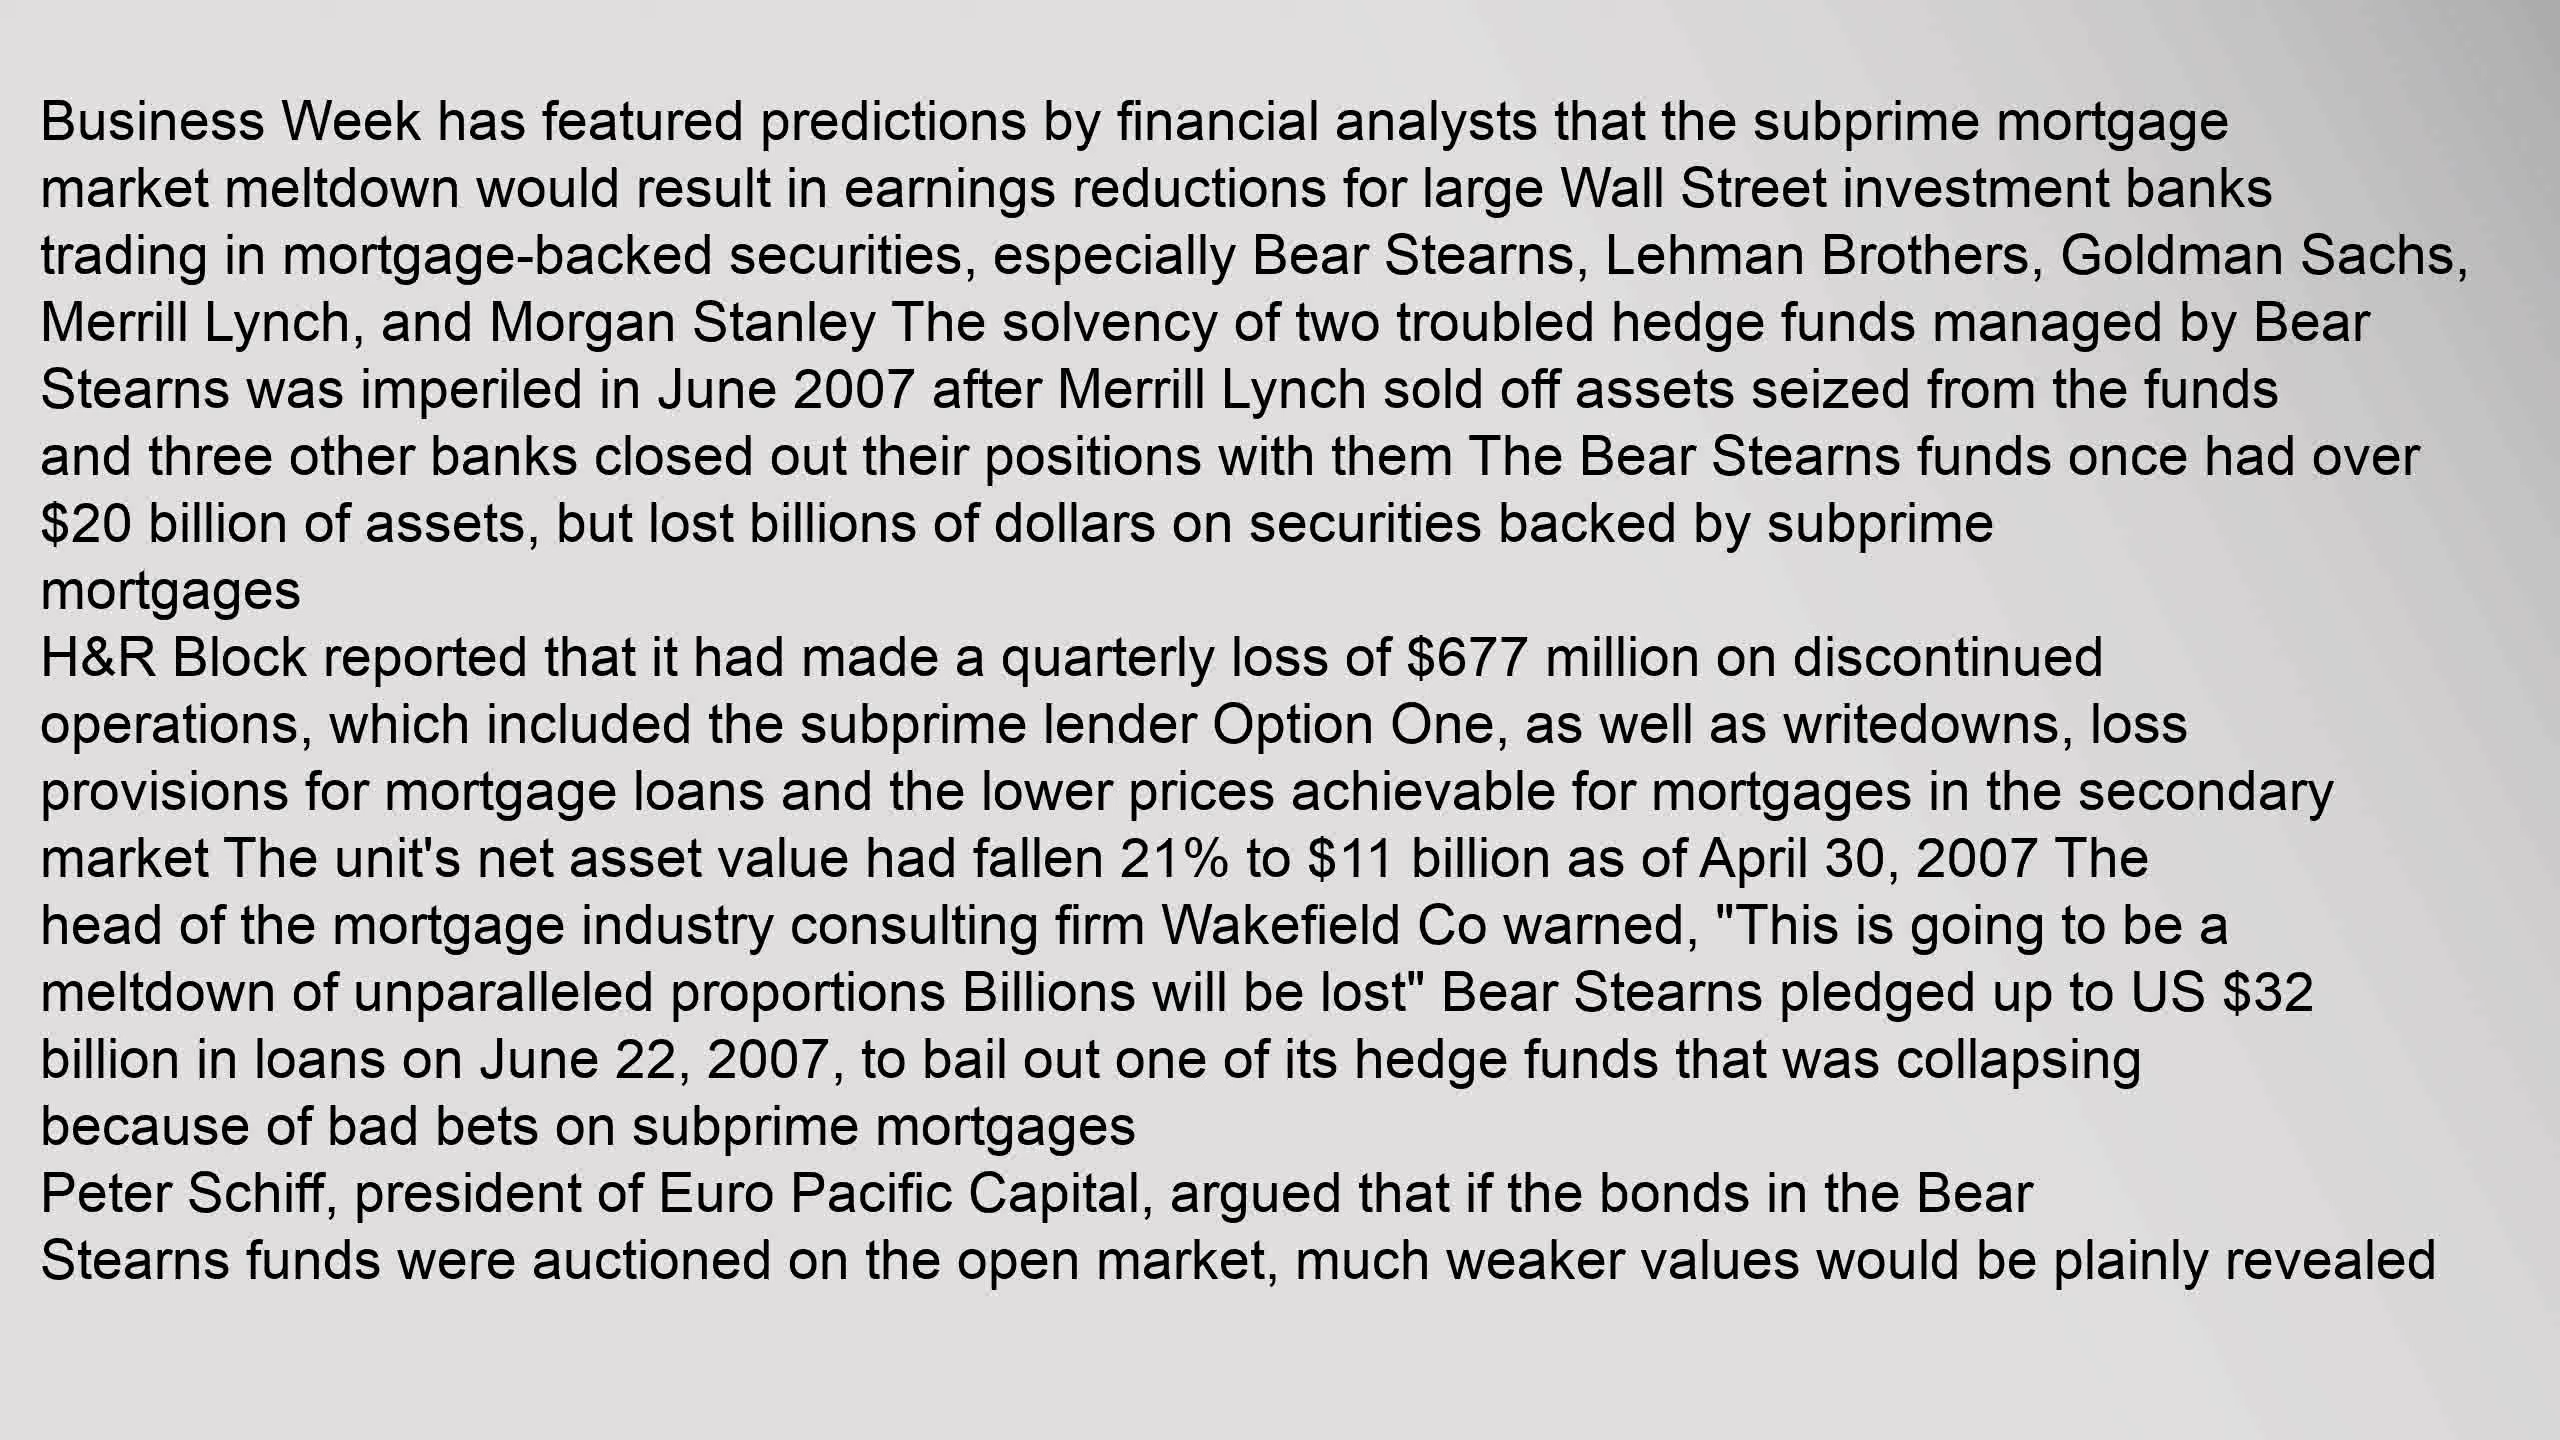 Business Week has featured predictions by financial analysts that the subprime mortgage
market meltdown would result in earnings reductions for large Wall Street investment banks
trading in mortgage-backed securities, especially Bear Stearns, Lehman Brothers, Goldman Sachs,
Merrill Lynch, and Morgan Stanley The solvency of two troubled hedge funds managed by Bear
Stearns was imperiled in June 2007 after Merrill Lynch sold off assets seized from the funds
and three other banks closed out their positions with them The Bear Stearns funds once had over
$20 billion of assets, but lost billions of dollars on securities backed by subprime
mortgages
H&R Block reported that it had made a quarterly loss of $677 million on discontinued
operations, which included the subprime lender Option One, as well as writedowns, loss
provisions for mortgage loans and the lower prices achievable for mortgages in the secondary
market The unit's net asset value had fallen 21% to $11 billion as of April 30, 2007 The
head of the mortgage industry consulting firm Wakefield Co warned, "This is going to be a
meltdown of unparalleled proportions Billions will be lost" Bear Stearns pledged up to US $32
billion in loans on June 22, 2007, to bail out one of its hedge funds that was collapsing
because of bad bets on subprime mortgages
Peter Schiff, president of Euro Pacific Capital, argued that if the bonds in the Bear
Stearns funds were auctioned on the open market, much weaker values would be plainly revealed